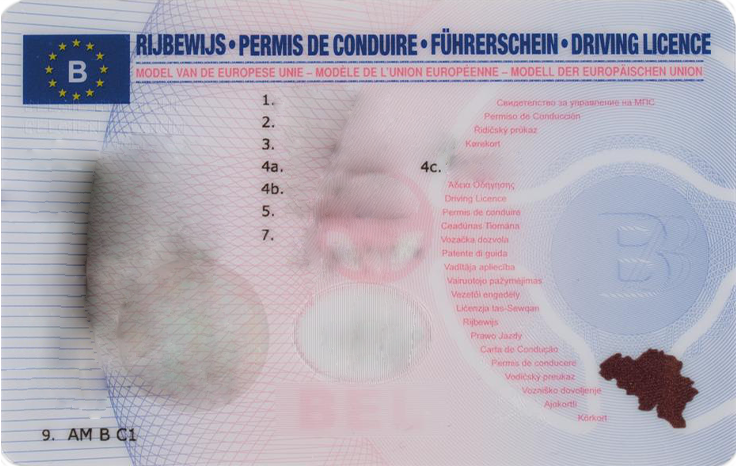 RIJBEWIJS • PERMIS DE CONDUIRE • FÜHRERSCHEIN • DRIVING LICENCE
B
MODEL VAN DE EUROPESE UNIE – MODÈLE DE L'UNION EUROPÉENNE – MODELL DER EUROPÄISCHEN UNION
1.
2.
3.
4a.
4c.
4b.
5.
7.
Свидетелство за управление на МПС
Permiso de Conducción
Řidičský průkaz
Kørekort
Άδεια Οδήγησης
Driving Licence
Permis de conduire
Ceadúnas Tiomána
Vozačka dozvola
Patente di guida
Vadītāja apliecība
Vairuotojo pažymėjimas
Vezetői engedély
Liċenzja tas-Sewqan
Rijbewijs
Prawo Jazdy
Carta de Condução
Permis de conducere
Vodičský preukaz
Vozniško dovoljenje
Ajokortti
Körkort
B
BEL
9. AM B C1